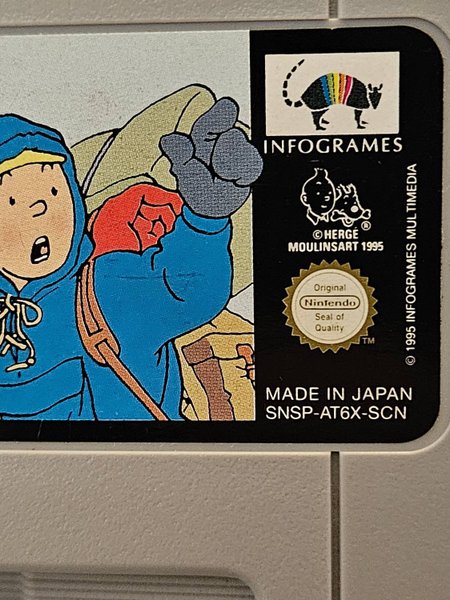 INFOGRAMES
©HERGÉ
®
MOULINSART 1995
Original
Nintendo
Seal of
Quality
TM
© 1995 INFOGRAMES MULTIMEDIA
MADE IN JAPAN
SNSP-AT6X-SCN